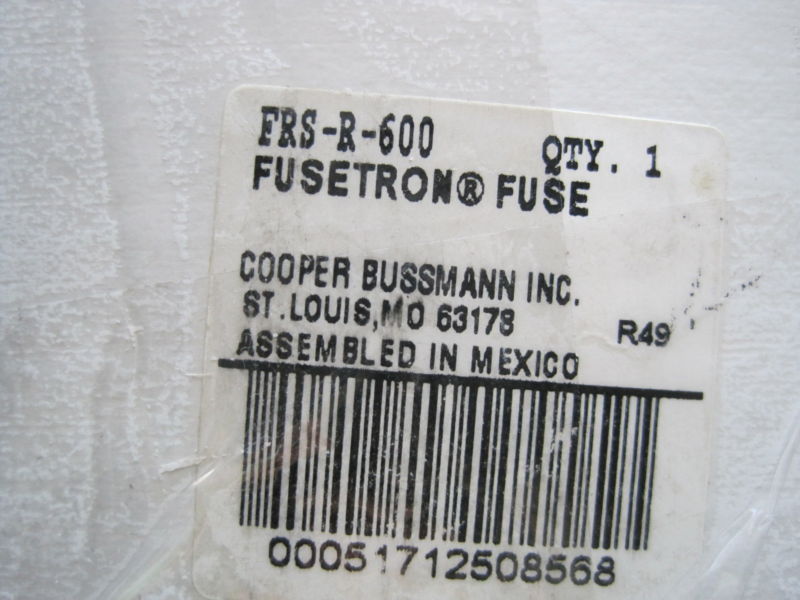 FRS-R-600 QTY. 1
FUSETRON® FUSE
COOPER BUSSMANN INC.
ST.LOUIS,MO 63178 R49
ASSEMBLED IN MEXICO
00051712508568